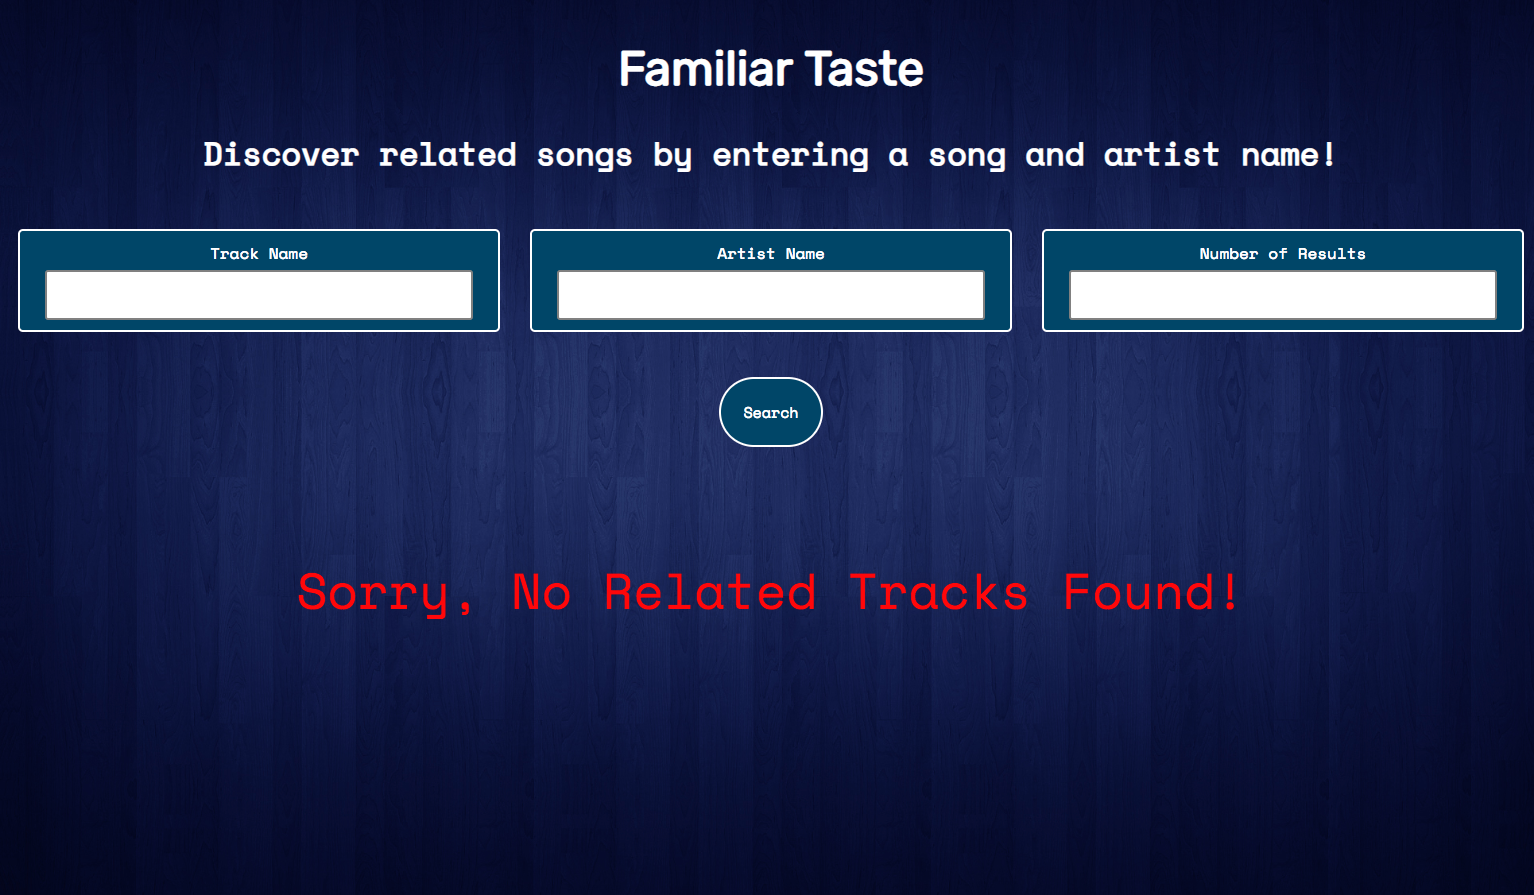 Familiar Taste
Discover related songs by entering a song and artist name!
Track Name
Artist Name
Number of Results
Search
Sorry, No Related Tracks Found!